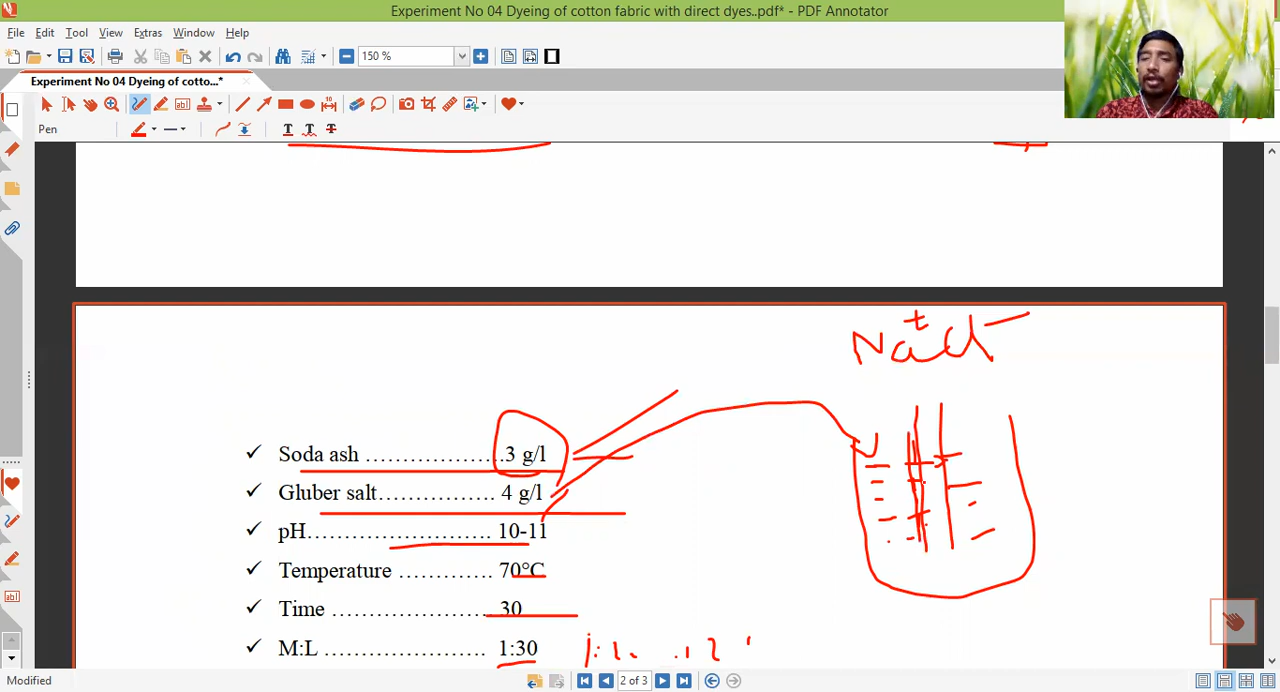 Experiment No 04 Dyeing of cotton fabric with direct dyes..pdf* - PDF Annotator
File Edit Tool View Extras Window Help
150 %
Experiment No 04 Dyeing of cotto...*
Pen
Na+Cl-
Soda ash ....................3 g/l
Gluber salt.................. 4 g/l
pH............................ 10-11
Temperature ............. 70°C
Time ........................ 30
M:L ........................ 1:30
Modified
2 of 3